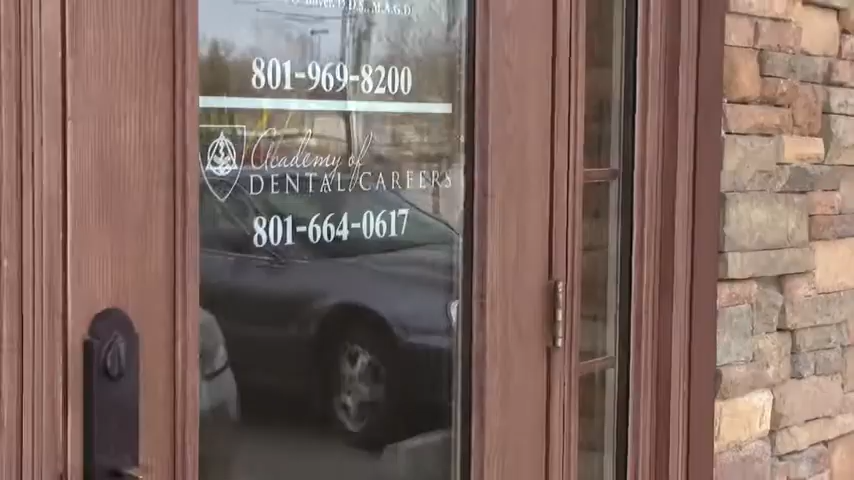 D.D.S., M.A.G.D.
801-969-8200
Academy of
DENTAL CAREERS
801-664-0617